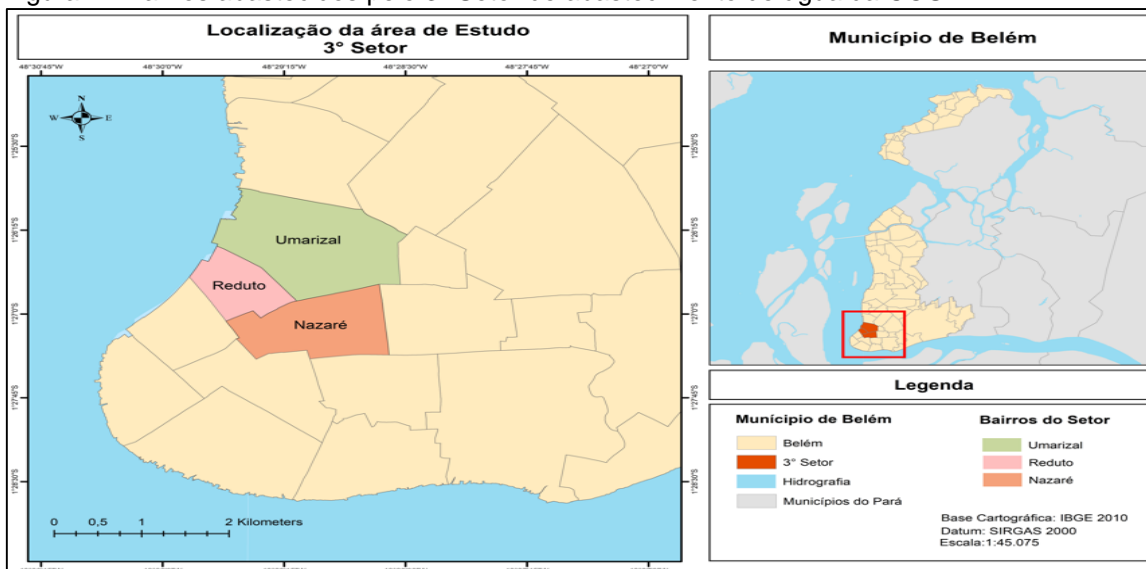 Localização da área de Estudo
3° Setor
48°30'45"W 48°30'0"W 48°29'15"W 48°28'30"W 48°27'45"W 48°27'0"W
N
W E
S
1°25'30"S
1°26'15"S
1°27'0"S
1°27'45"S
1°28'30"S
Umarizal
Reduto
Nazaré
0 0,5 1 2 Kilometers
Município de Belém
Legenda
Munícipio de Belém
Belém
3° Setor
Hidrografia
Municípios do Pará
Bairros do Setor
Umarizal
Reduto
Nazaré
Base Cartográfica: IBGE 2010
Datum: SIRGAS 2000
Escala:1:45.075